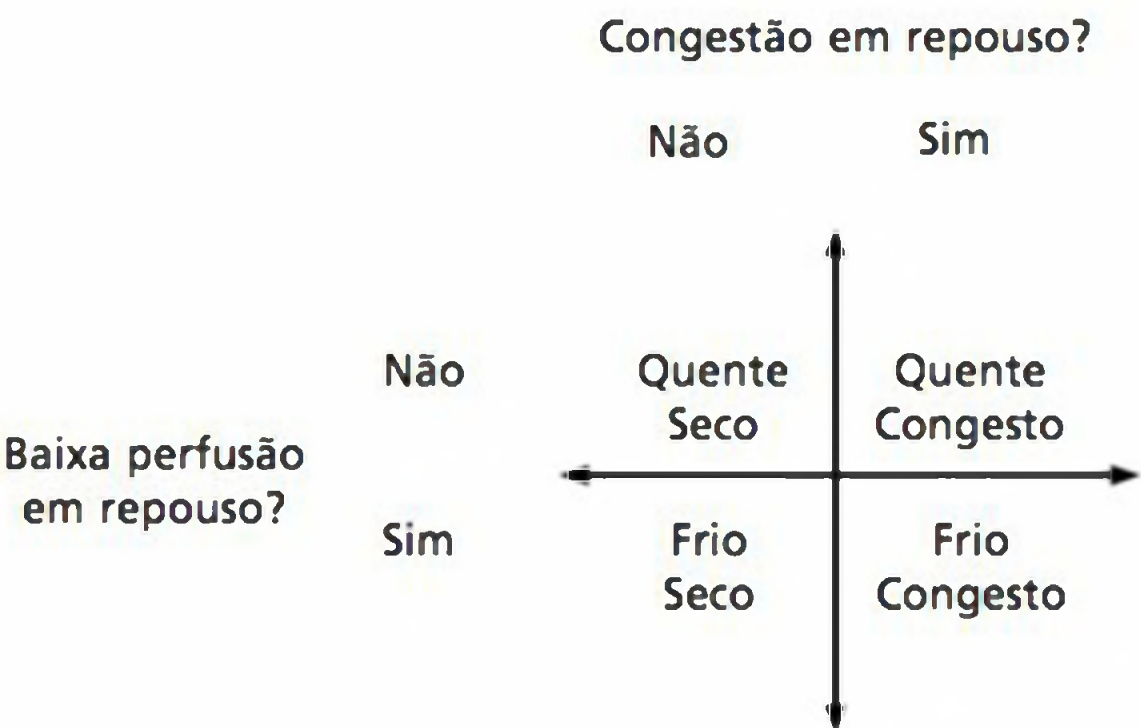 Congestão em repouso?
Não Sim
Não
Quente Quente
Seco Congesto
Baixa perfusão
em repouso?
Sim
Frio Frio
Seco Congesto